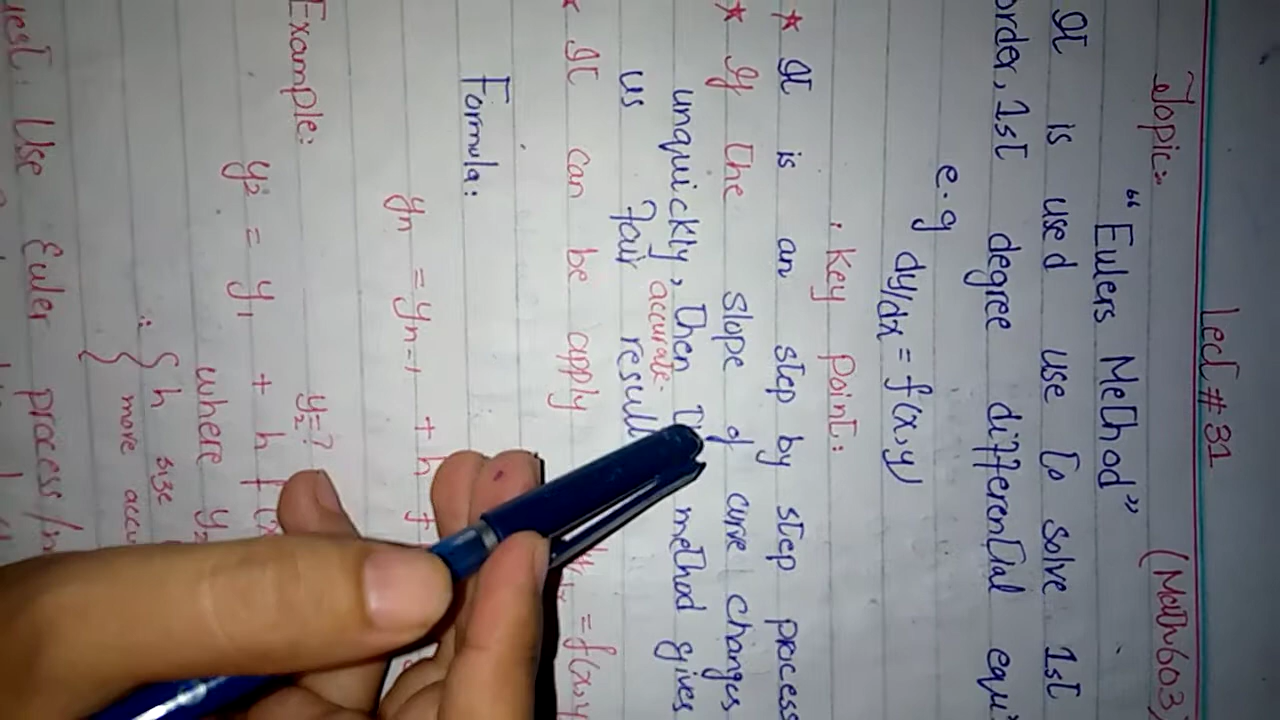 Lect # 31
Topic:- (Math603)
"Eulers Method"
It is used use to solve 1st
order, 1st degree differential equ"
e.g dy/dx = f(x,y)
Key point:
* It is an step by step process
* If the slope of curve changes
unquickly, then method gives
us fair accurate result
* It can be apply = f(x,y
Formula:
yn = yn-1 + h f
Example: y2=?
y2 = y1 + h f(x
where y2
∴ { h size
{ more accu
Use Euler process/m